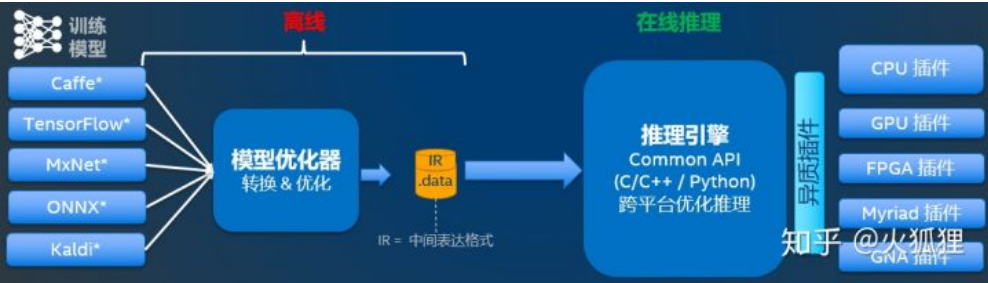 训练
模型
离线
在线推理
Caffe*
TensorFlow*
MxNet*
ONNX*
Kaldi*
模型优化器
转换 & 优化
IR
.data
IR = 中间表达格式
推理引擎
Common API
(C/C++ / Python)
跨平台优化推理
异质插件
CPU 插件
GPU 插件
FPGA 插件
Myriad 插件
GNA 插件
知乎 @火狐狸